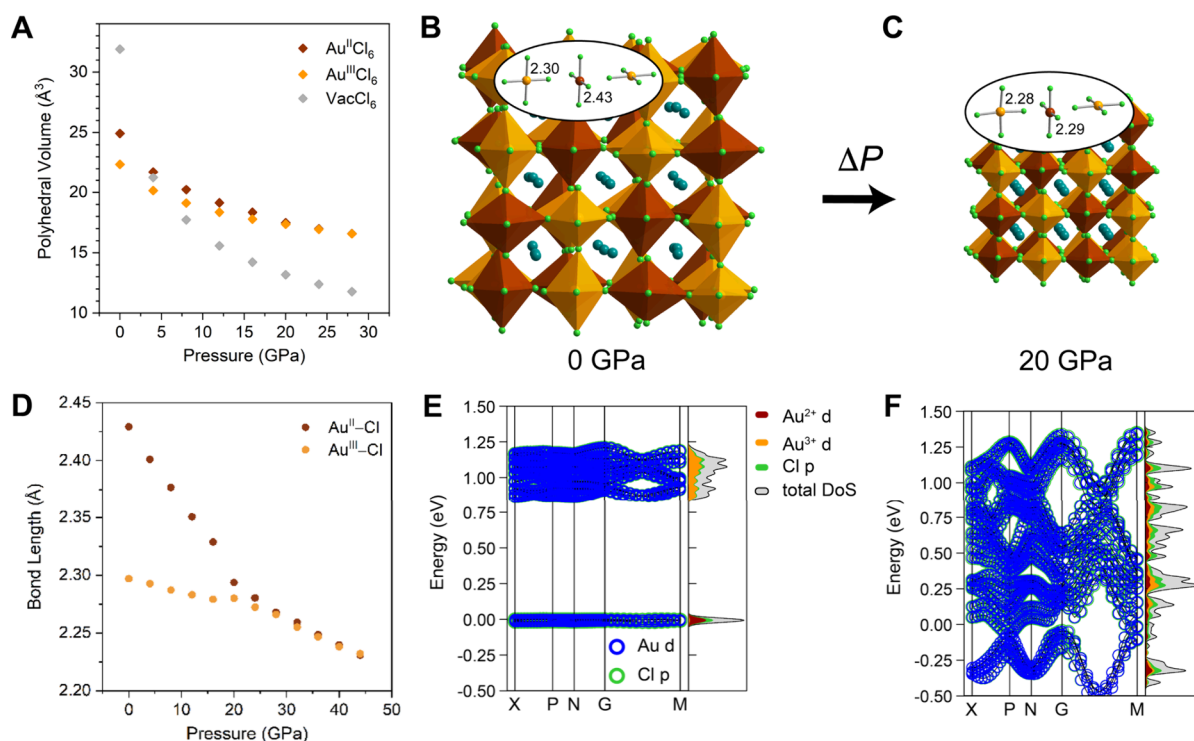 A
Au^IICl₆
Au^IIICl₆
VacCl₆
Polyhedral Volume (Å³)
30
25
20
15
10
0 5 10 15 20 25 30
Pressure (GPa)
B
2.30
2.43
0 GPa
ΔP
C
2.28
2.29
20 GPa
D
Au^II–Cl
Au^III–Cl
Bond Length (Å)
2.45
2.40
2.35
2.30
2.25
2.20
0 10 20 30 40 50
Pressure (GPa)
E
Energy (eV)
1.50
1.25
1.00
0.75
0.50
0.25
0.00
-0.25
-0.50
X P N G M
Au d
Cl p
Au²⁺ d
Au³⁺ d
Cl p
total DoS
F
Energy (eV)
1.50
1.25
1.00
0.75
0.50
0.25
0.00
-0.25
-0.50
X P N G M